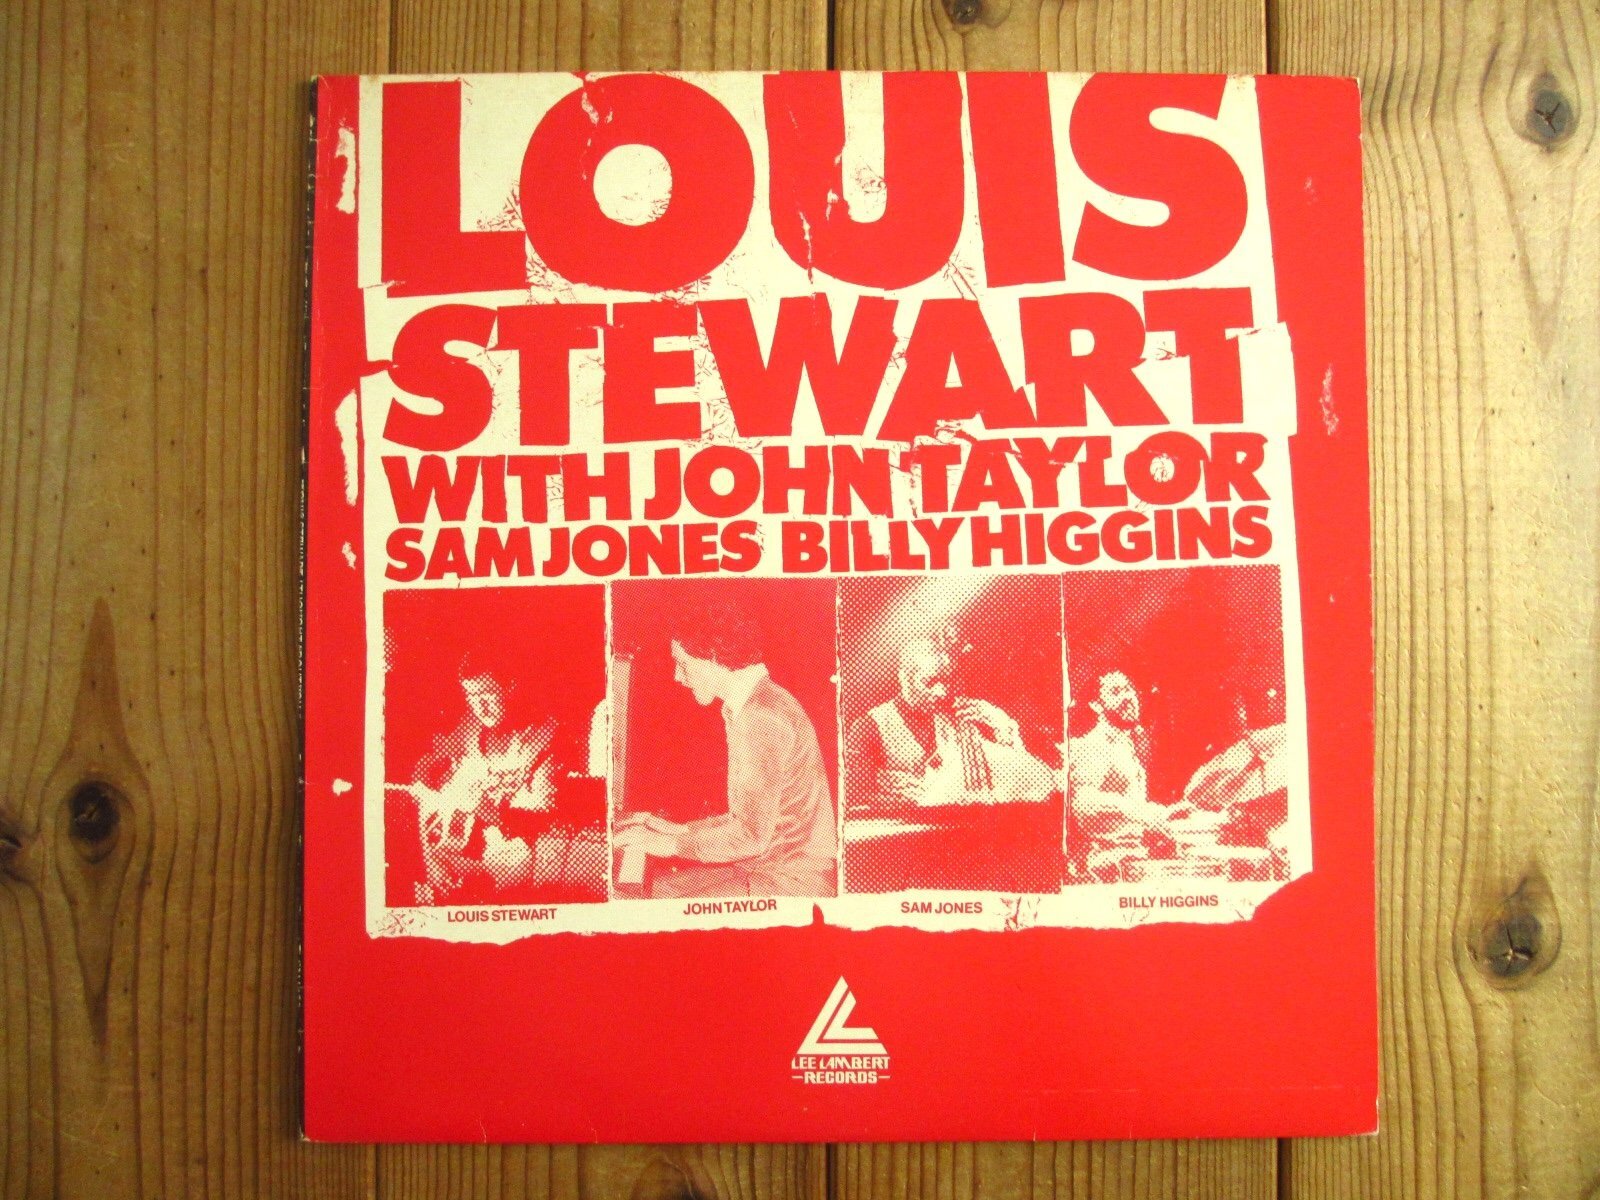 LOUIS
STEWART
WITH JOHN TAYLOR
SAM JONES BILLY HIGGINS
LOUIS STEWART
JOHN TAYLOR
SAM JONES
BILLY HIGGINS
LEE LAMBERT
—RECORDS—